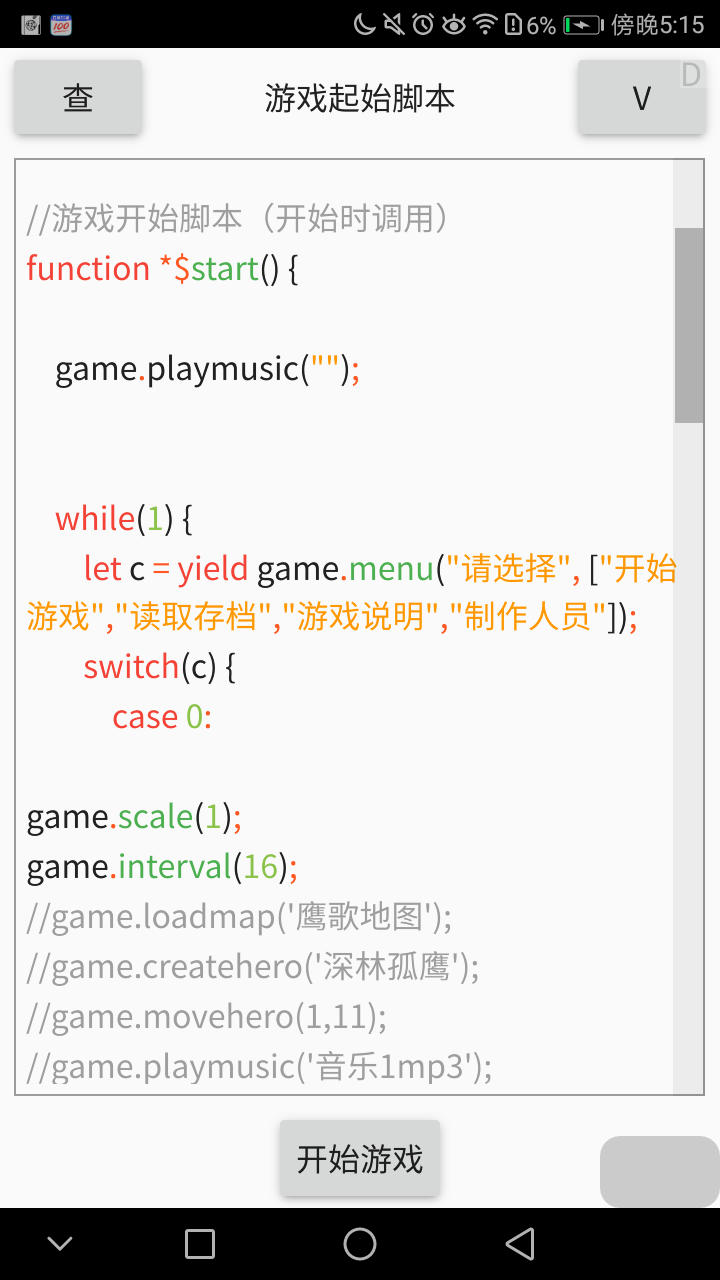 100
6%
傍晚5:15
查
游戏起始脚本
V
D
//游戏开始脚本（开始时调用）
function *$start() {
game.playmusic("");
while(1) {
let c = yield game.menu("请选择", ["开始
游戏","读取存档","游戏说明","制作人员"]);
switch(c) {
case 0:
game.scale(1);
game.interval(16);
//game.loadmap('鹰歌地图');
//game.createhero('深林孤鹰');
//game.movehero(1,11);
//game.playmusic('音乐1mp3');
开始游戏